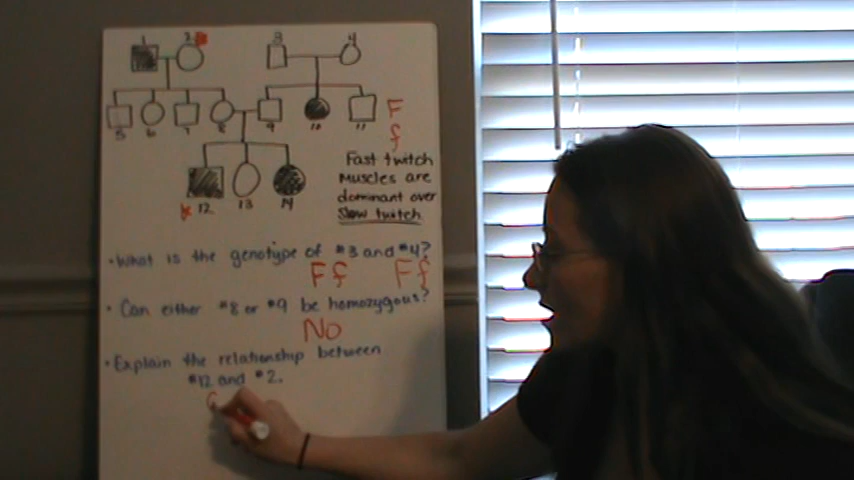 1 2 3 4
5 6 7 8 9 10 11 F
f
12 13 14
Fast twitch
Muscles are
dominant over
Slow twitch
• What is the genotype of #3 and #4?
Ff Ff
• Can either #8 or #9 be homozygous?
No
• Explain the relationship between
#12 and #2.